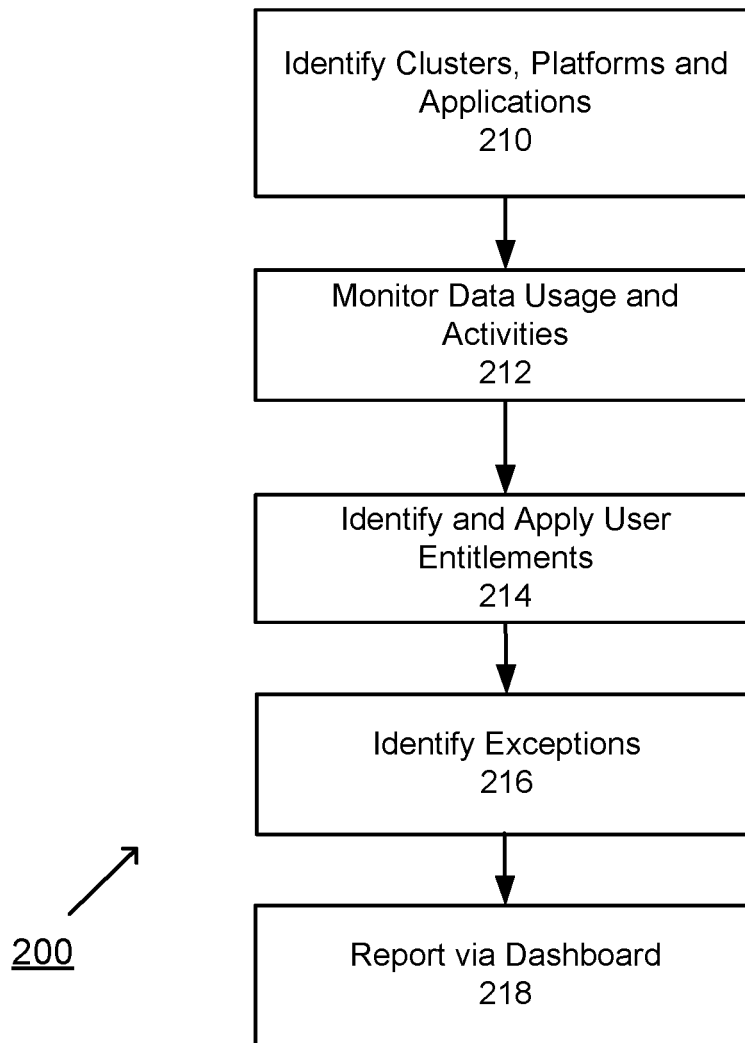 Identify Clusters, Platforms and
Applications
210
Monitor Data Usage and
Activities
212
Identify and Apply User
Entitlements
214
Identify Exceptions
216
200
Report via Dashboard
218